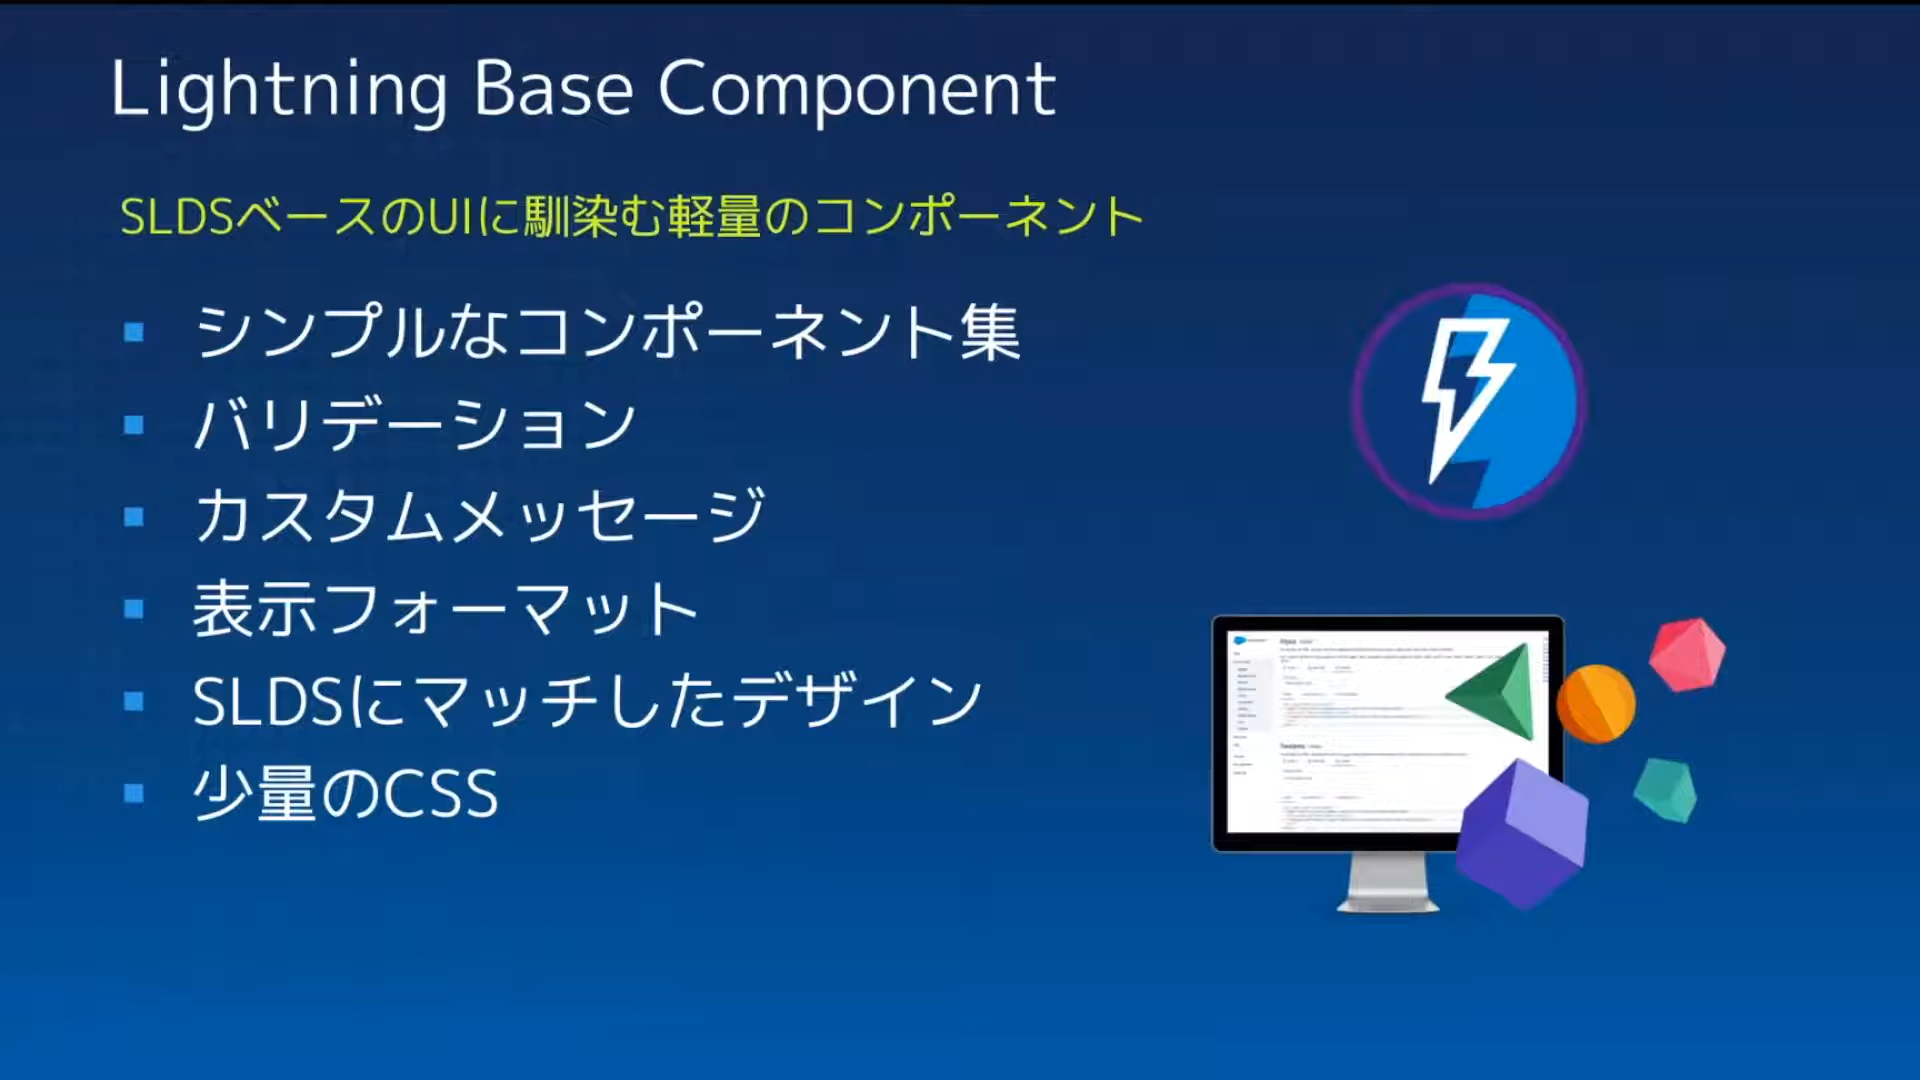 Lightning Base Component
SLDSベースのUIに馴染む軽量のコンポーネント
シンプルなコンポーネント集
バリデーション
カスタムメッセージ
表示フォーマット
SLDSにマッチしたデザイン
少量のCSS